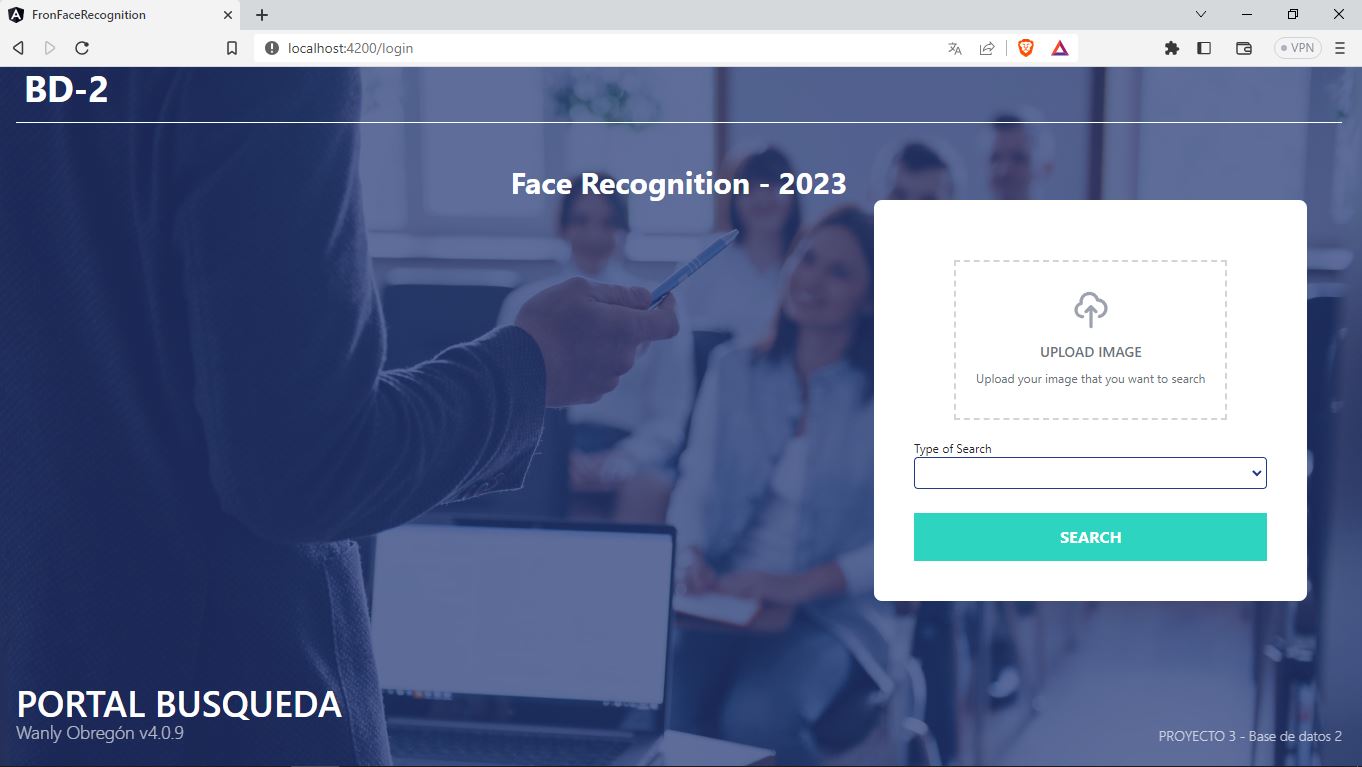 FronFaceRecognition
localhost:4200/login
VPN
BD-2
Face Recognition - 2023
UPLOAD IMAGE
Upload your image that you want to search
Type of Search
SEARCH
PORTAL BUSQUEDA
Wanly Obregón v4.0.9
PROYECTO 3 - Base de datos 2